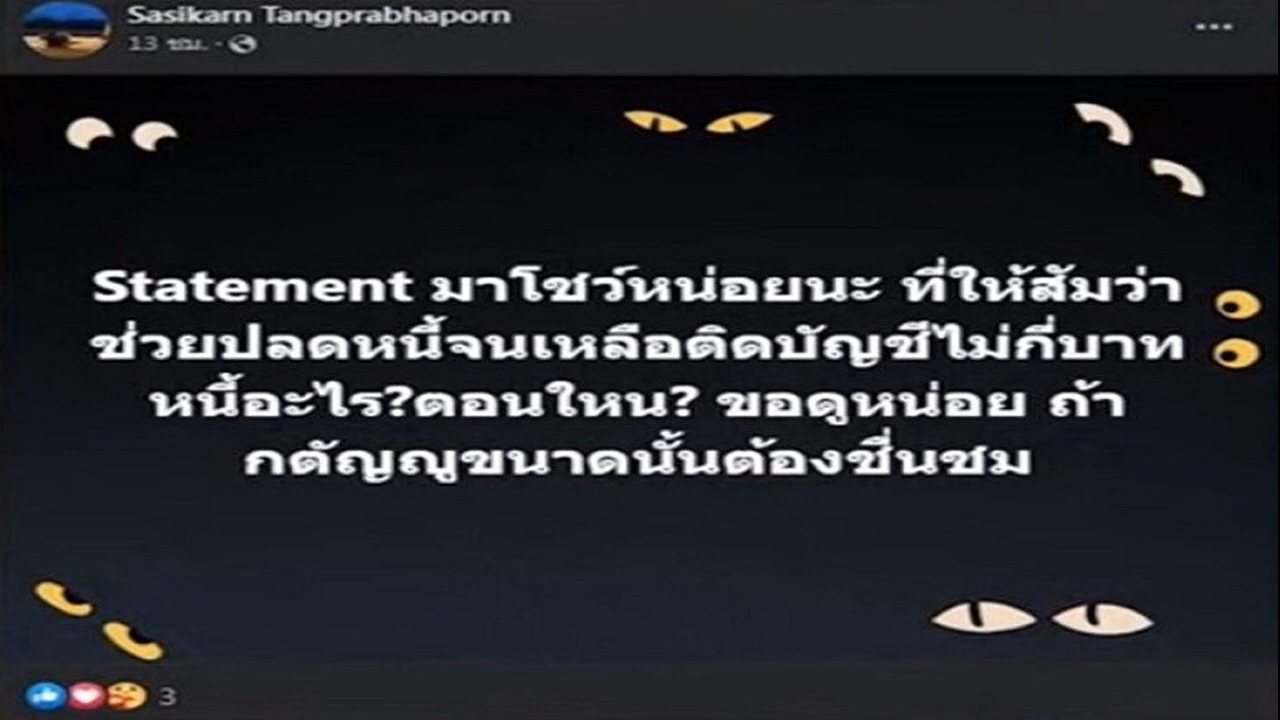 Sasikarn Tangprabhaporn
13 ชม. ·
Statement มาโชว์หน่อยนะ ที่ให้สัมว่า
ช่วยปลดหนี้จนเหลือติดบัญชีไม่กี่บาท
หนี้อะไร?ตอนใหน? ขอดูหน่อย ถ้า
กตัญญูขนาดนั้นต้องชื่นชม
3